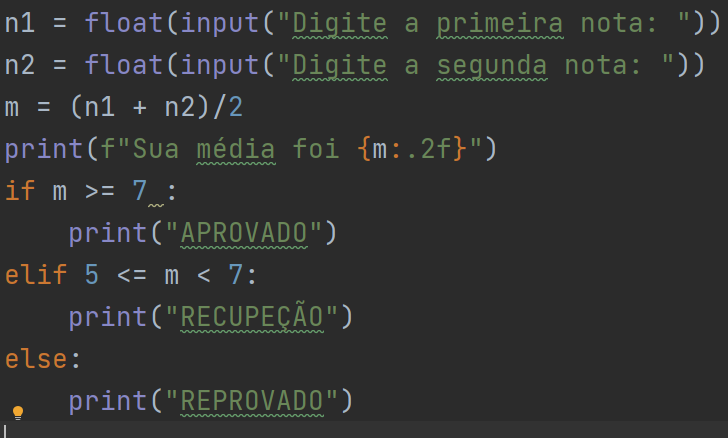 n1 = float(input("Digite a primeira nota: "))
n2 = float(input("Digite a segunda nota: "))
m = (n1 + n2)/2
print(f"Sua média foi {m:.2f}")
if m >= 7 :
    print("APROVADO")
elif 5 <= m < 7:
    print("RECUPEÇÃO")
else:
    print("REPROVADO")